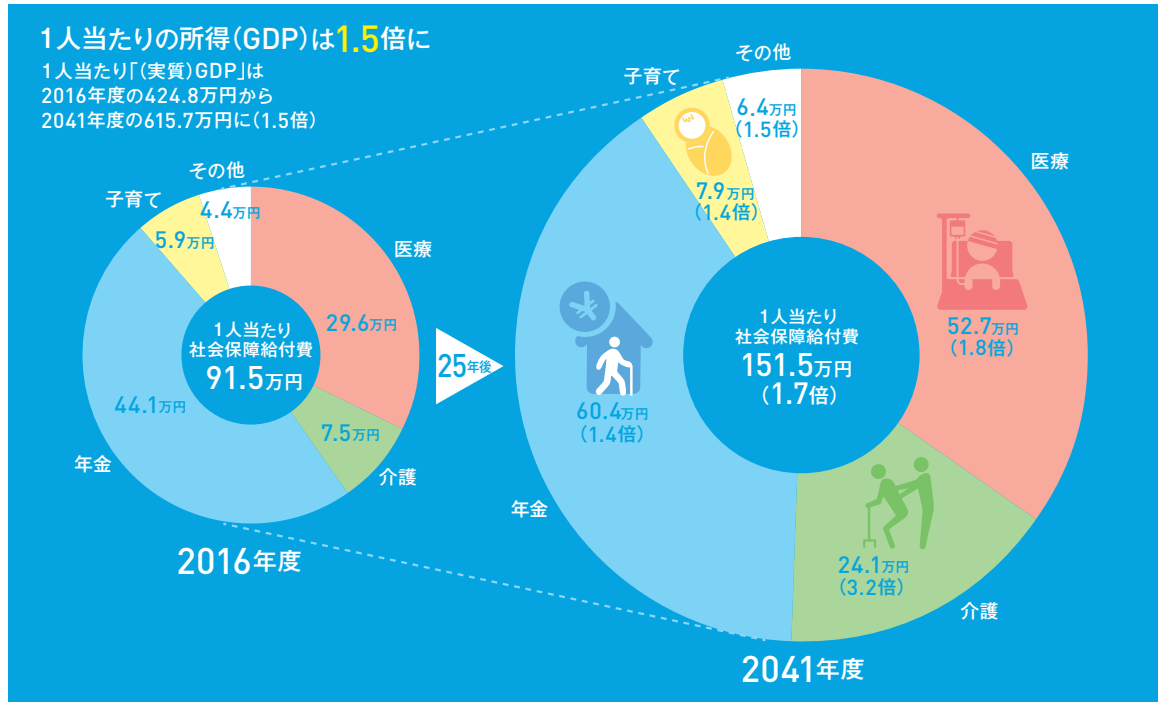 1人当たりの所得(GDP)は1.5倍に
1人当たり「(実質)GDP」は
2016年度の424.8万円から
2041年度の615.7万円に(1.5倍)
その他
4.4万円
子育て
5.9万円
医療
29.6万円
1人当たり
社会保障給付費
91.5万円
44.1万円
年金
7.5万円
介護
2016年度
25年後
その他
6.4万円
(1.5倍)
子育て
7.9万円
(1.4倍)
医療
52.7万円
(1.8倍)
1人当たり
社会保障給付費
151.5万円
(1.7倍)
60.4万円
(1.4倍)
年金
24.1万円
(3.2倍)
介護
2041年度